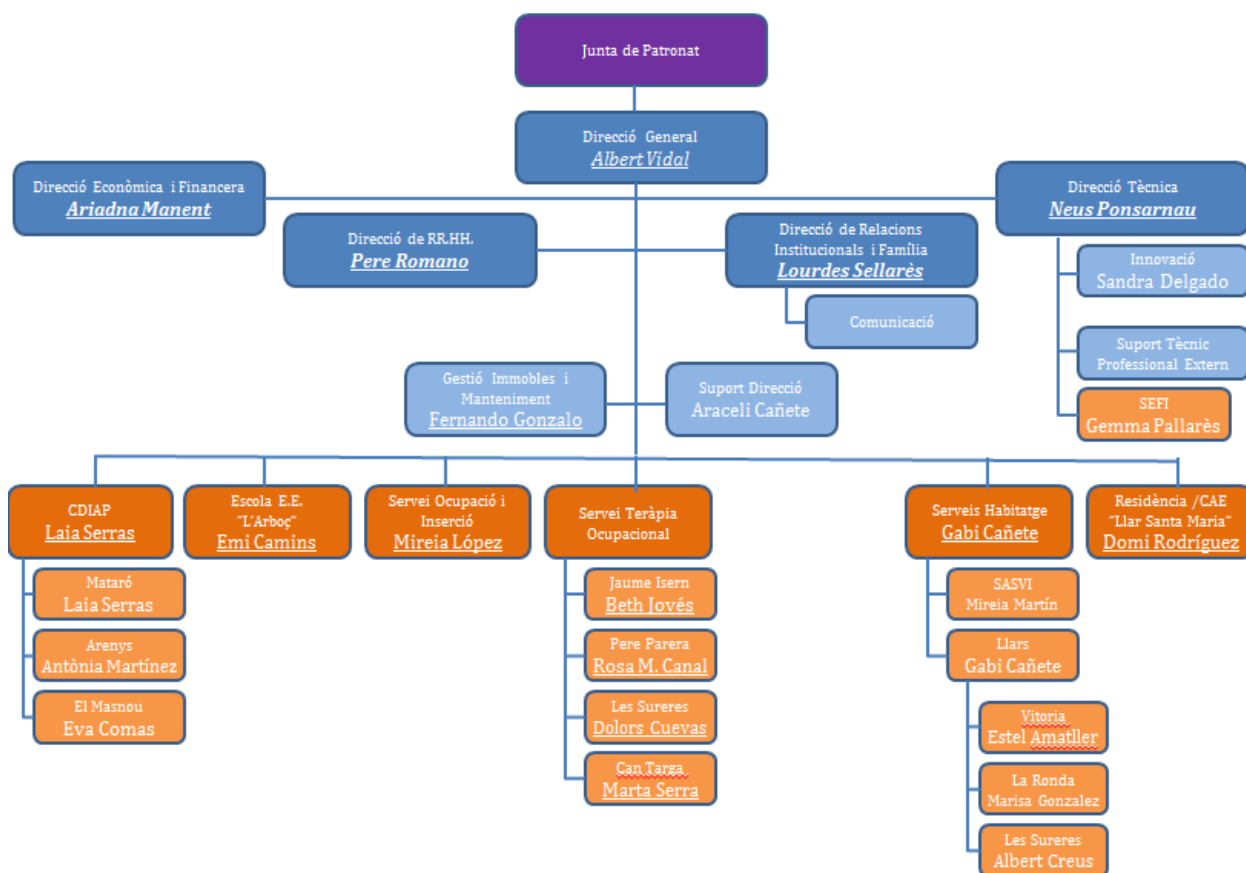 Junta de Patronat
Direcció General
Albert Vidal
Direcció Econòmica i Financera
Ariadna Manent
Direcció Tècnica
Neus Ponsarnau
Direcció de RR.HH.
Pere Romano
Direcció de Relacions
Institucionals i Família
Lourdes Sellarès
Innovació
Sandra Delgado
Comunicació
Suport Tècnic
Professional Extern
Gestió Immobles i
Manteniment
Fernando Gonzalo
Suport Direcció
Araceli Cañete
SEFI
Gemma Pallarès
CDIAP
Laia Serras
Escola E.E.
"L'Arboç"
Emi Camins
Servei Ocupació i
Inserció
Mireia López
Servei Teràpia
Ocupacional
Serveis Habitatge
Gabi Cañete
Residència /CAE
"Llar Santa Maria"
Domi Rodríguez
Mataró
Laia Serras
Arenys
Antònia Martínez
El Masnou
Eva Comas
Jaume Isern
Beth Jovés
Pere Parera
Rosa M. Canal
Les Sureres
Dolors Cuevas
Can Targa
Marta Serra
SASVI
Mireia Martín
Llars
Gabi Cañete
Vitoria
Estel Amatller
La Ronda
Marisa Gonzalez
Les Sureres
Albert Creus